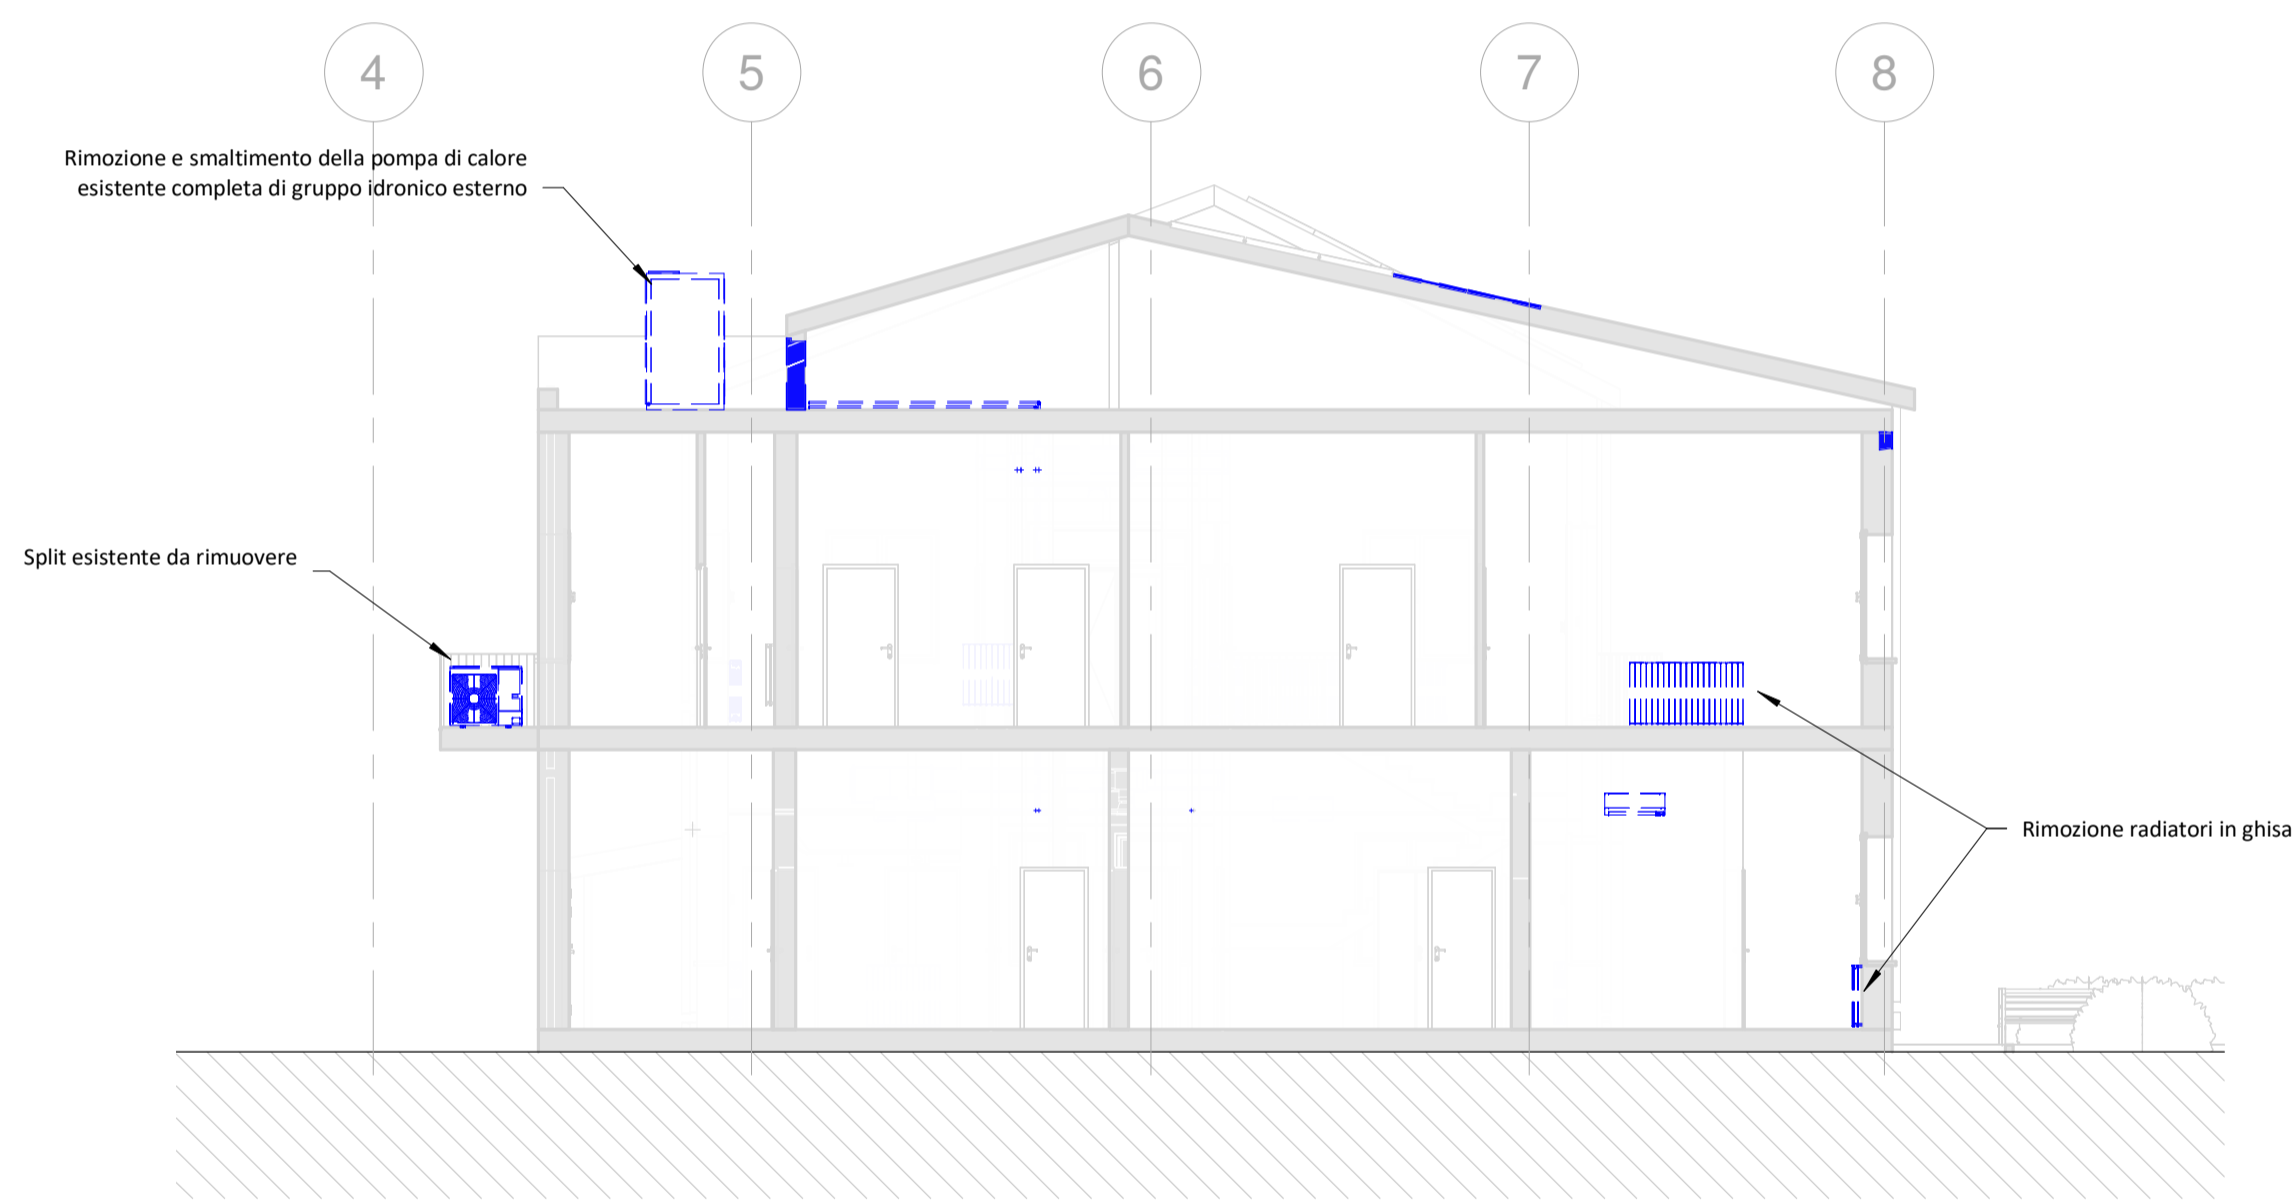 4
5
6
7
8
Rimozione e smaltimento della pompa di calore
esistente completa di gruppo idronico esterno
Split esistente da rimuovere
Rimozione radiatori in ghisa